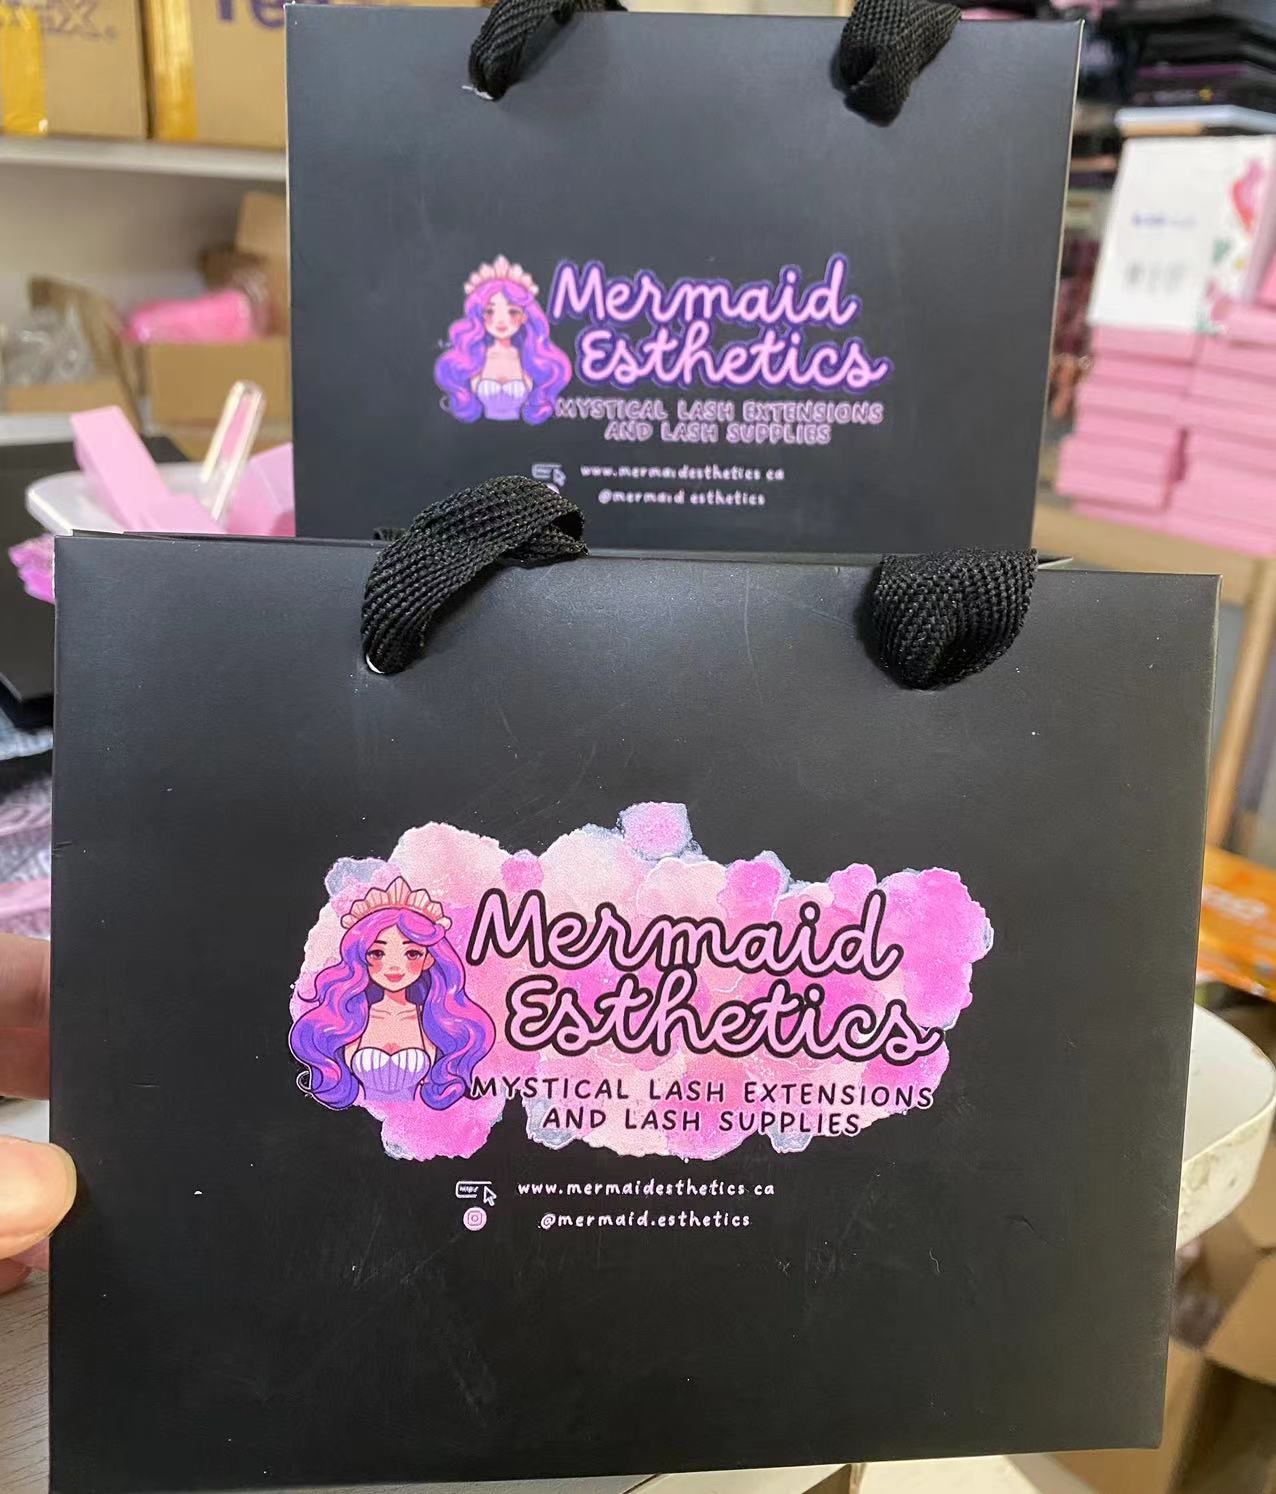 Mermaid
Esthetics
MYSTICAL LASH EXTENSIONS
AND LASH SUPPLIES
www.mermaidesthetics ca
@mermaid esthetics
Mermaid
Esthetics
MYSTICAL LASH EXTENSIONS
AND LASH SUPPLIES
www.mermaidesthetics ca
@mermaid.esthetics